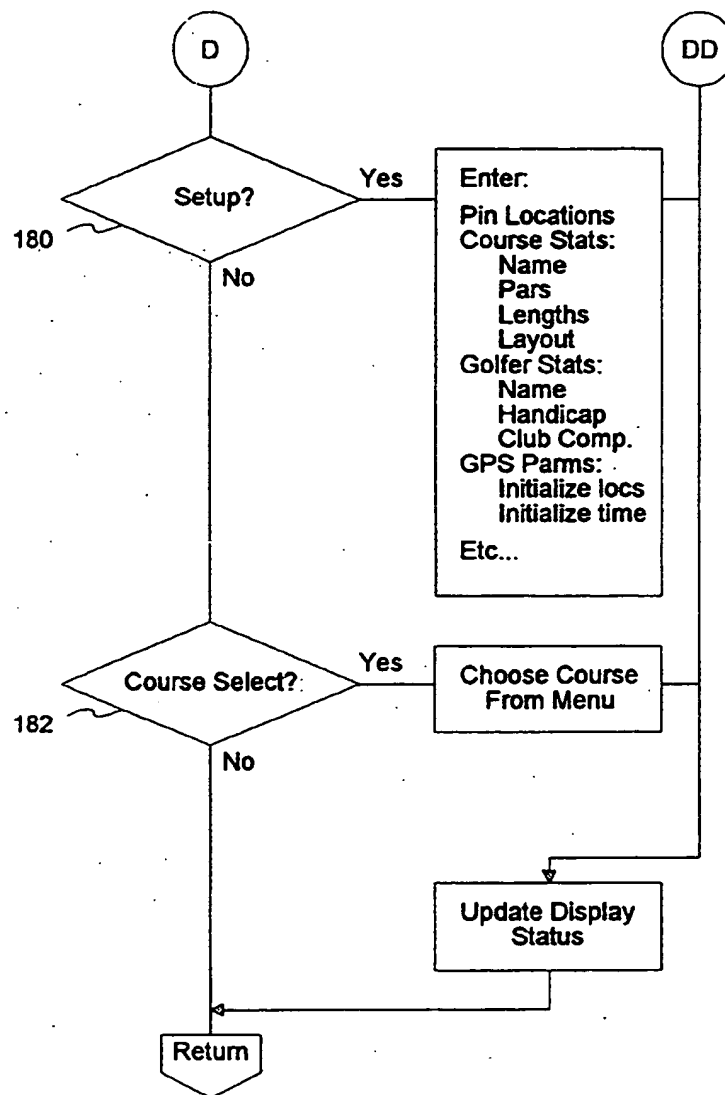 D
DD
Setup?
Yes
180
No
Enter:
Pin Locations
Course Stats:
Name
Pars
Lengths
Layout
Golfer Stats:
Name
Handicap
Club Comp.
GPS Parms:
Initialize locs
Initialize time
Etc...
Course Select?
Yes
182
No
Choose Course
From Menu
Update Display
Status
Return